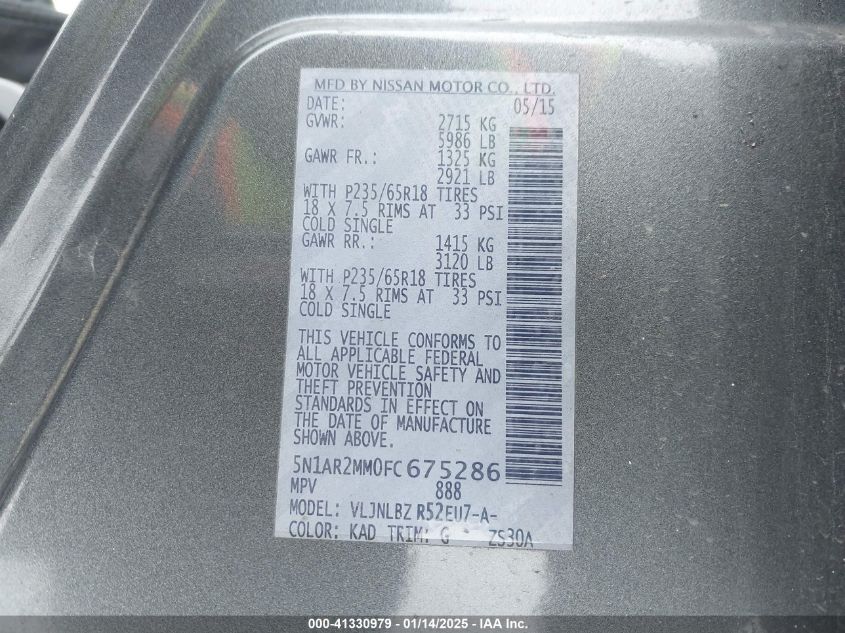 MFD BY NISSAN MOTOR CO., LTD.
DATE: 05/15
GVWR: 2715 KG
5986 LB
GAWR FR.: 1325 KG
2921 LB
WITH P235/65R18 TIRES
18 X 7.5 RIMS AT 33 PSI
COLD SINGLE
GAWR RR.: 1415 KG
3120 LB
WITH P235/65R18 TIRES
18 X 7.5 RIMS AT 33 PSI
COLD SINGLE
THIS VEHICLE CONFORMS TO
ALL APPLICABLE FEDERAL
MOTOR VEHICLE SAFETY AND
THEFT PREVENTION
STANDARDS IN EFFECT ON
THE DATE OF MANUFACTURE
SHOWN ABOVE.
5N1AR2MM0FC675286
MPV 888
MODEL: VLJNLBZ R52EU7-A-
COLOR: KAD TRIM: G ZS30A
000-41330979 - 01/14/2025 - IAA Inc.